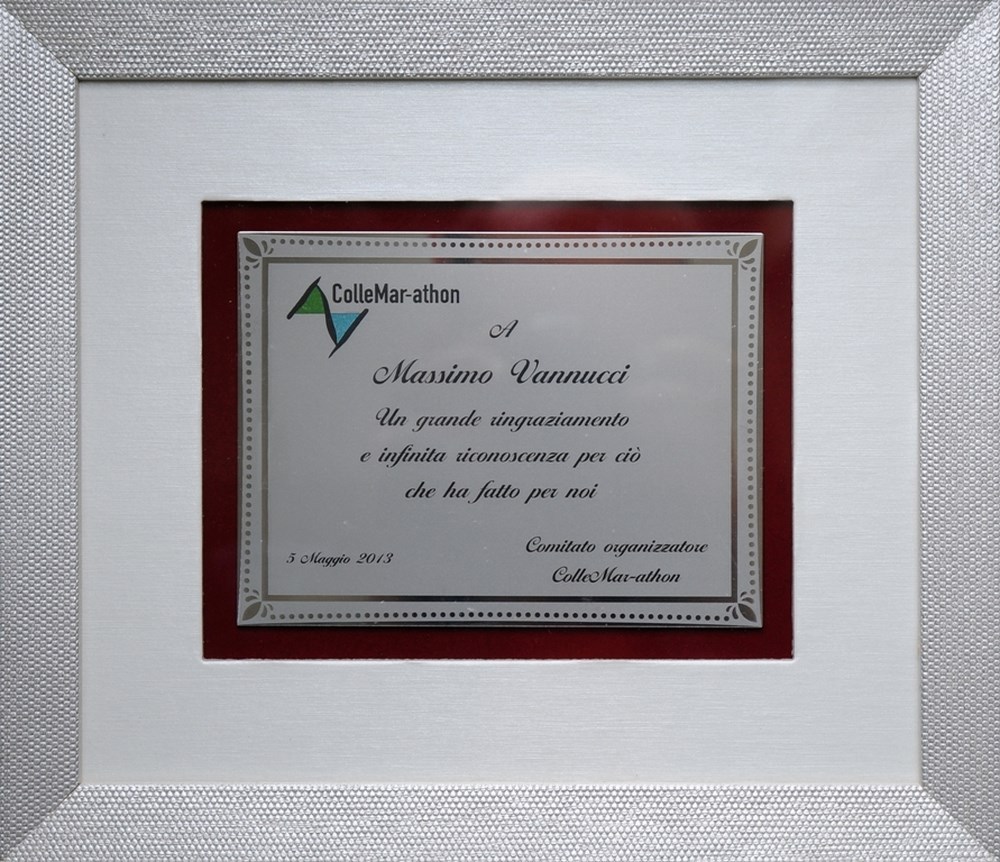 ColleMar-athon
A
Massimo Vannucci
Un grande ringraziamento
e infinita riconoscenza per ciò
che ha fatto per noi
5 Maggio 2013
Comitato organizzatore
ColleMar-athon